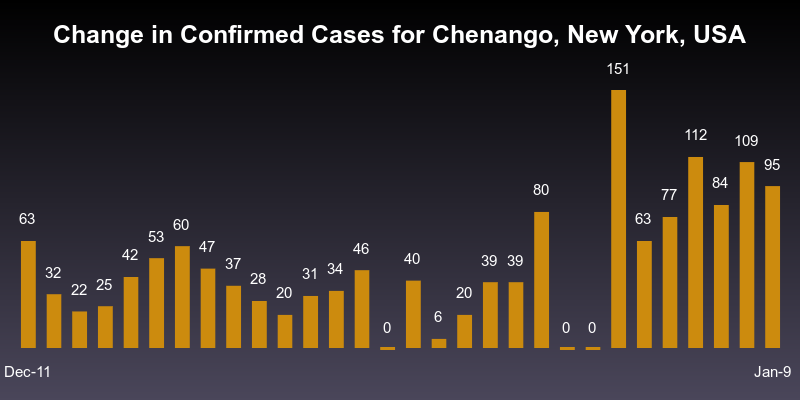 Change in Confirmed Cases for Chenango, New York, USA
63 32 22 25 42 53 60 47 37 28 20 31 34 46 0 40 6 20 39 39 80 0 0 151 63 77 112 84 109 95
Dec-11 Jan-9